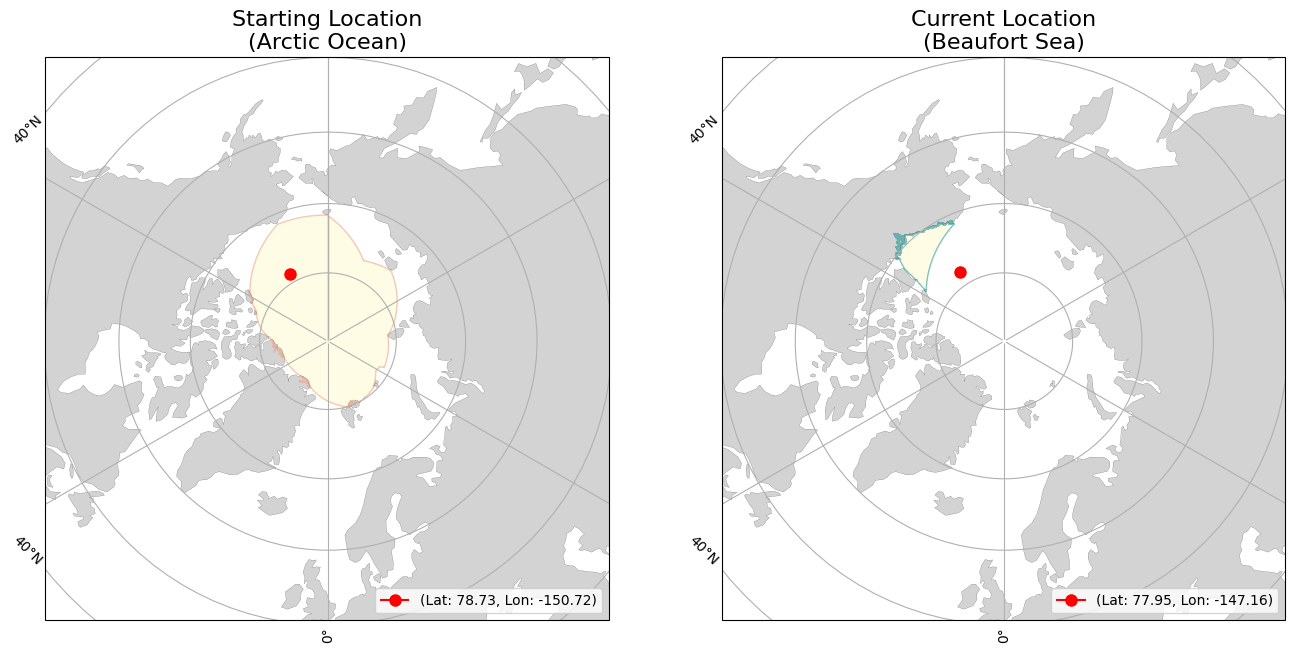 Starting Location
(Arctic Ocean)
40°N
40°N
0°
(Lat: 78.73, Lon: -150.72)
Current Location
(Beaufort Sea)
40°N
40°N
0°
(Lat: 77.95, Lon: -147.16)